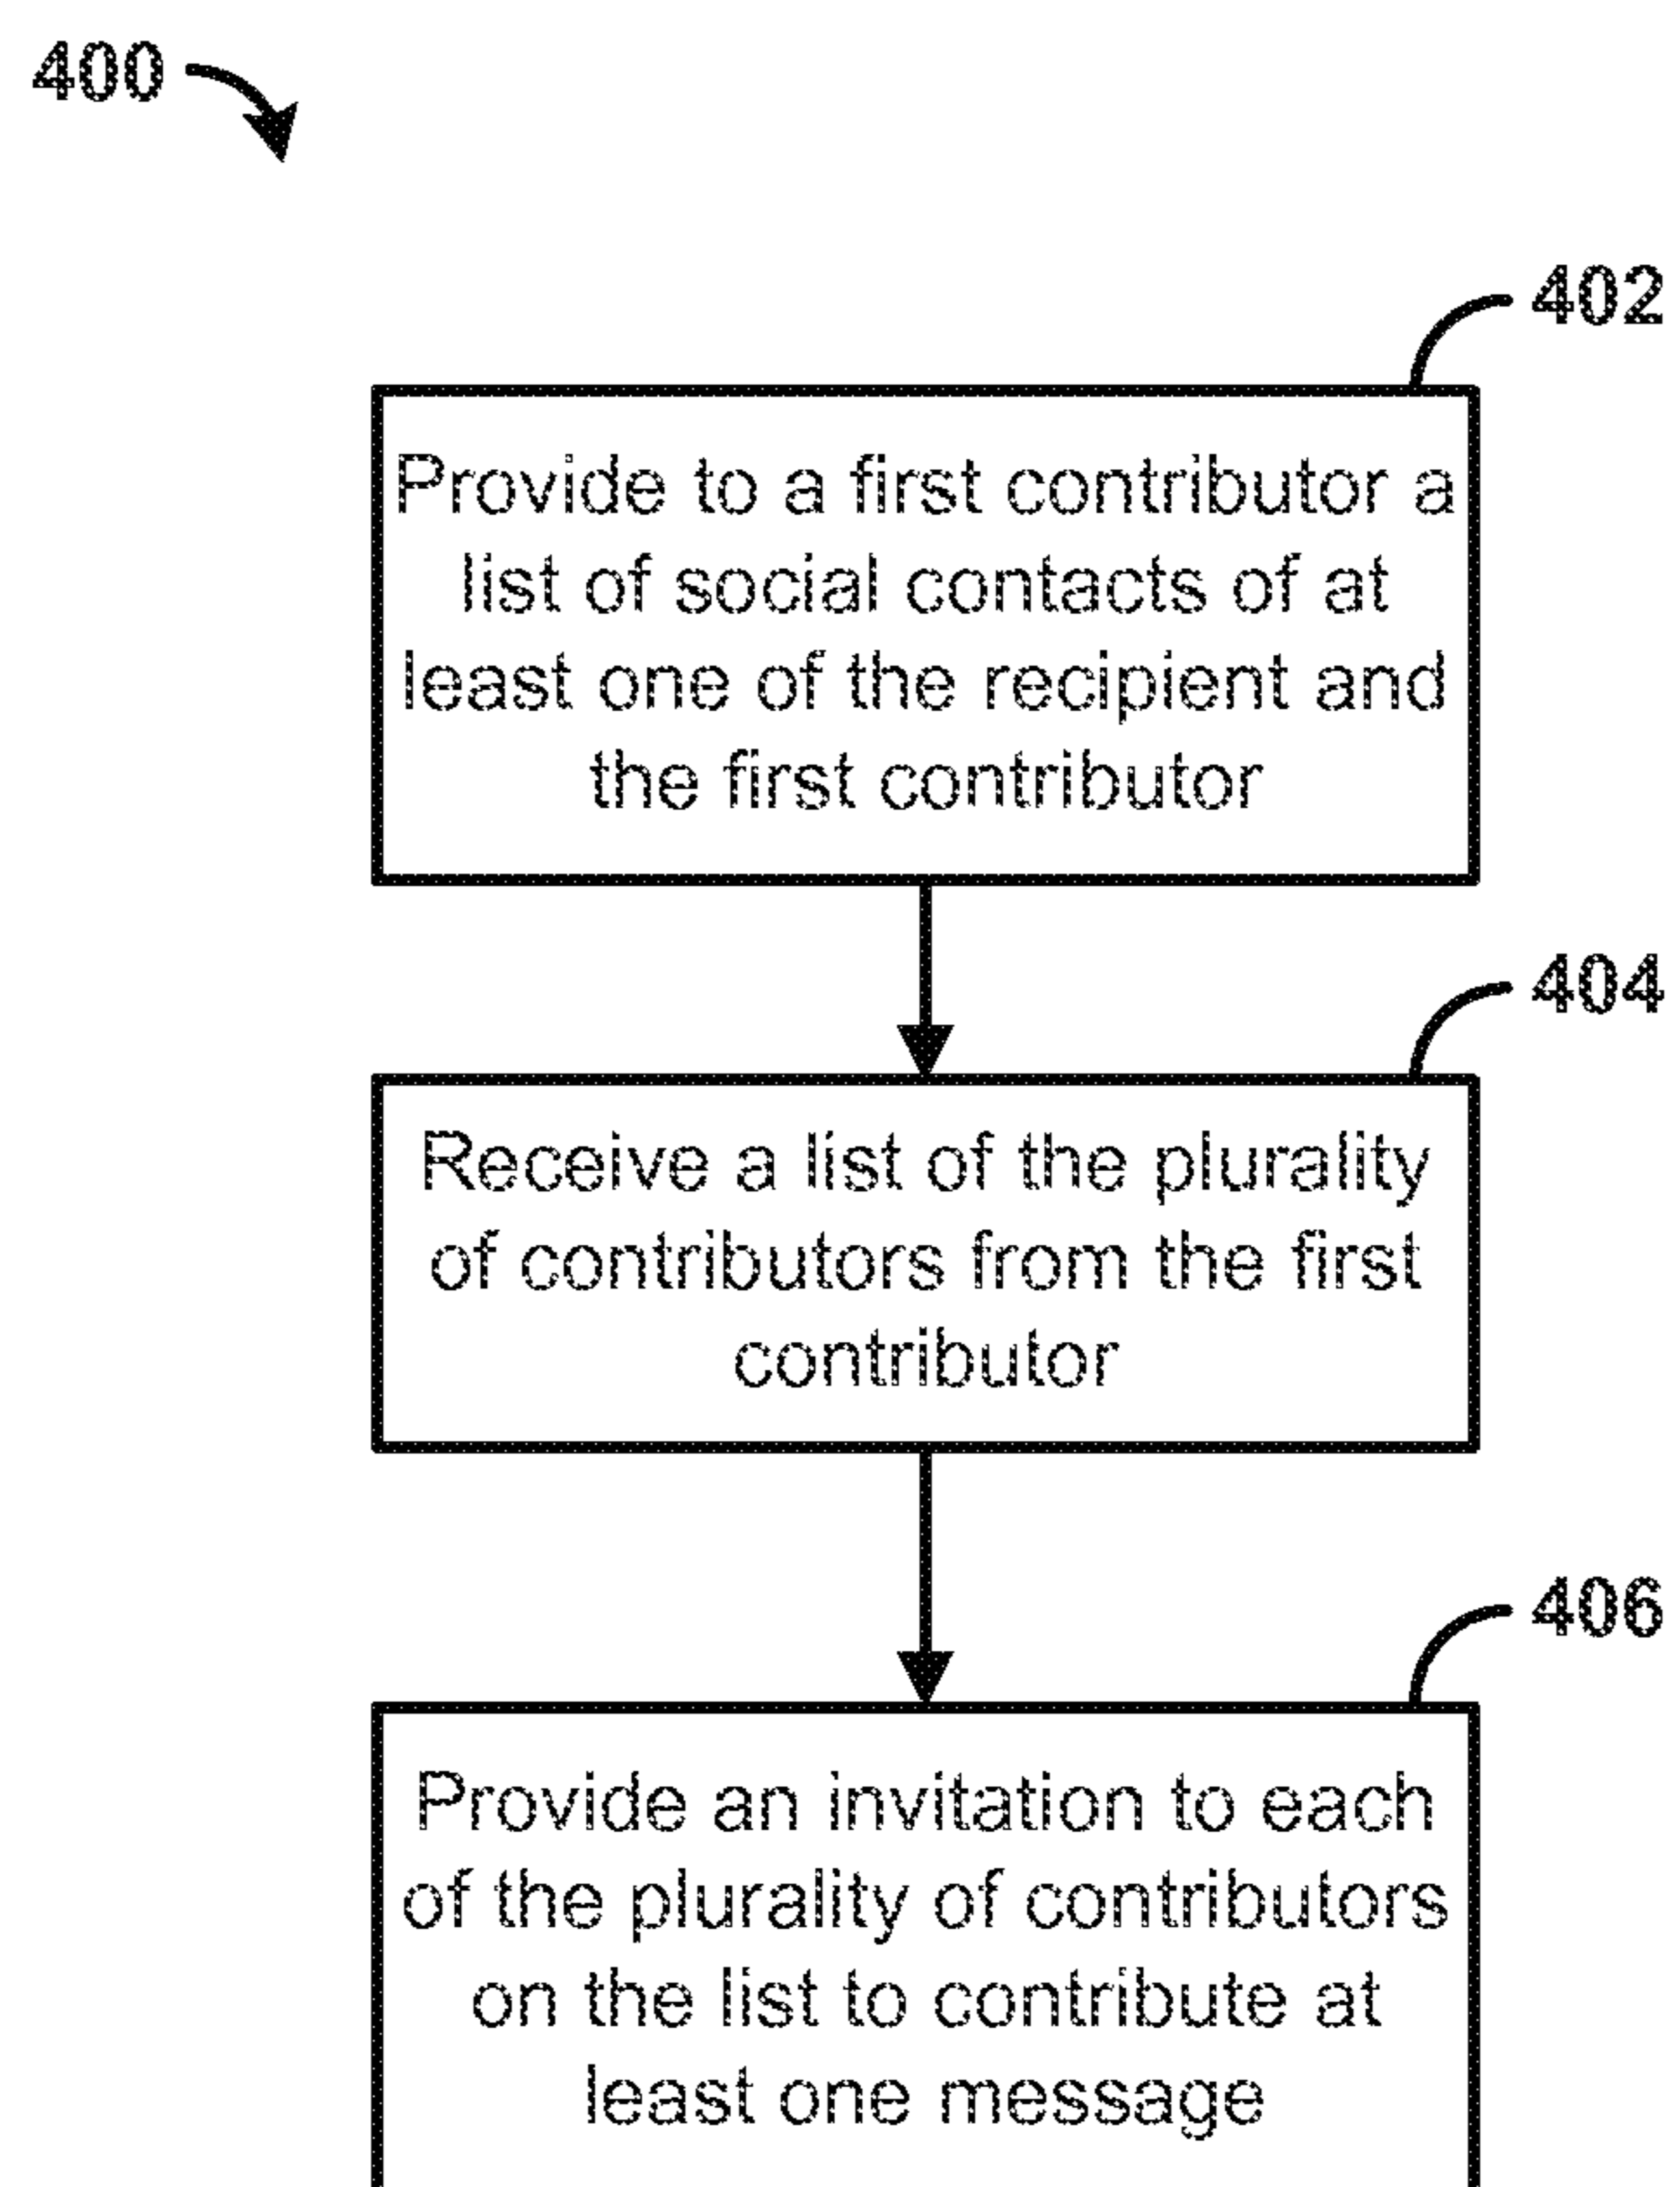 400
402
Provide to a first contributor a
list of social contacts of at
least one of the recipient and
the first contributor
404
Receive a list of the plurality
of contributors from the first
contributor
406
Provide an invitation to each
of the plurality of contributors
on the list to contribute at
least one message